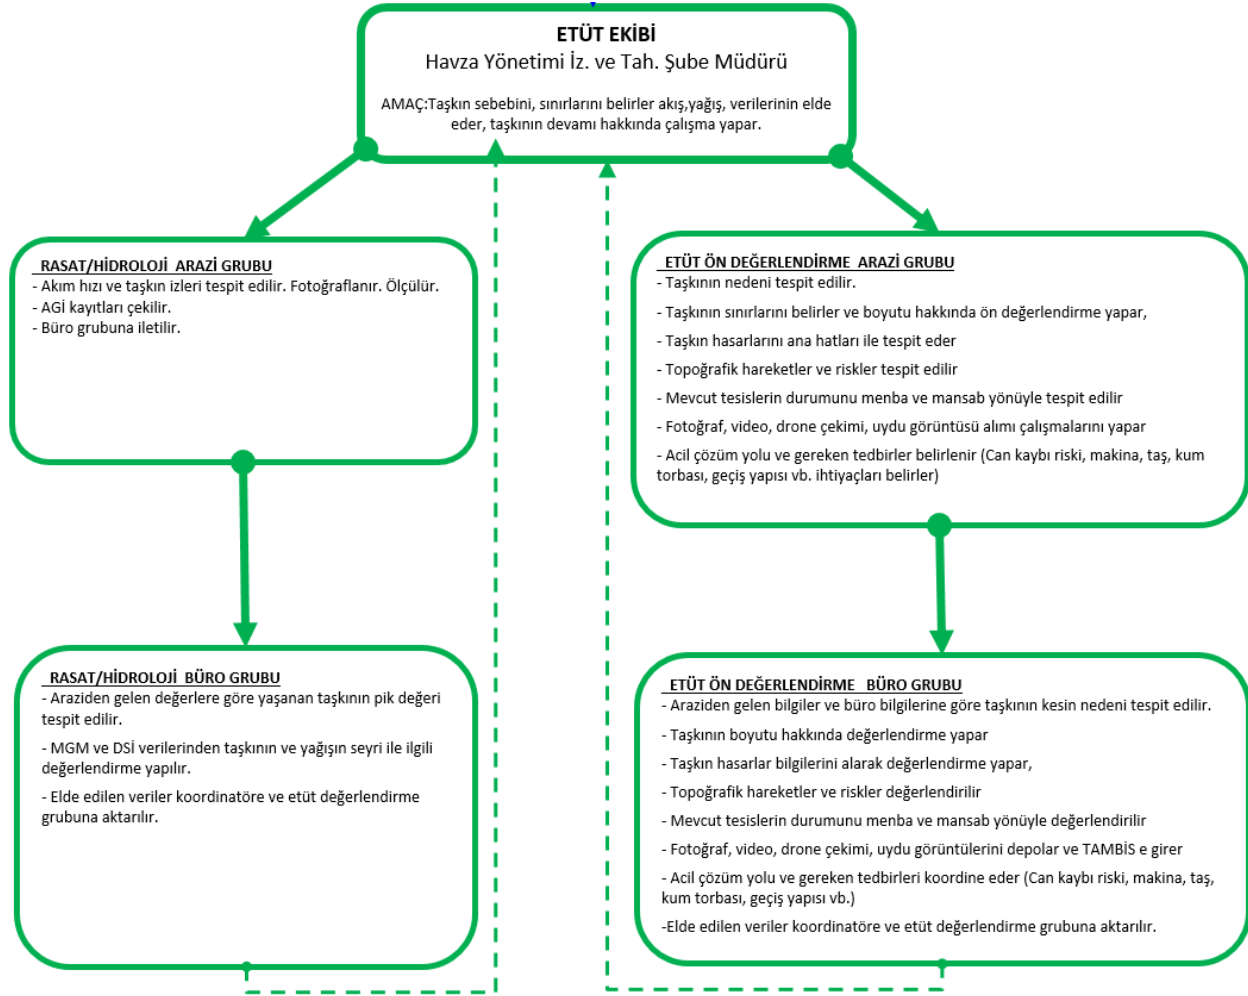 ETÜT EKİBİ
Havza Yönetimi İz. ve Tah. Şube Müdürü
AMAÇ:Taşkın sebebini, sınırlarını belirler akış,yağış, verilerinin elde
eder, taşkının devamı hakkında çalışma yapar.
RASAT/HİDROLOJİ ARAZİ GRUBU
- Akım hızı ve taşkın izleri tespit edilir. Fotoğraflanır. Ölçülür.
- AGİ kayıtları çekilir.
- Büro grubuna iletilir.
ETÜT ÖN DEĞERLENDİRME ARAZİ GRUBU
- Taşkının nedeni tespit edilir.
- Taşkının sınırlarını belirler ve boyutu hakkında ön değerlendirme yapar,
- Taşkın hasarlarını ana hatları ile tespit eder
- Topoğrafik hareketler ve riskler tespit edilir
- Mevcut tesislerin durumunu menba ve mansab yönüyle tespit edilir
- Fotoğraf, video, drone çekimi, uydu görüntüsü alımı çalışmalarını yapar
- Acil çözüm yolu ve gereken tedbirler belirlenir (Can kaybı riski, makina, taş, kum
torbası, geçiş yapısı vb. ihtiyaçları belirler)
RASAT/HİDROLOJİ BÜRO GRUBU
- Araziden gelen değerlere göre yaşanan taşkının pik değeri
tespit edilir.
- MGM ve DSİ verilerinden taşkının ve yağışın seyri ile ilgili
değerlendirme yapılır.
- Elde edilen veriler koordinatöre ve etüt değerlendirme
grubuna aktarılır.
ETÜT ÖN DEĞERLENDİRME BÜRO GRUBU
- Araziden gelen bilgiler ve büro bilgilerine göre taşkının kesin nedeni tespit edilir.
- Taşkının boyutu hakkında değerlendirme yapar
- Taşkın hasarlar bilgilerini alarak değerlendirme yapar,
- Topoğrafik hareketler ve riskler değerlendirilir
- Mevcut tesislerin durumunu menba ve mansab yönüyle değerlendirilir
- Fotoğraf, video, drone çekimi, uydu görüntülerini depolar ve TAMBİS e girer
- Acil çözüm yolu ve gereken tedbirleri koordine eder (Can kaybı riski, makina, taş,
kum torbası, geçiş yapısı vb.)
-Elde edilen veriler koordinatöre ve etüt değerlendirme grubuna aktarılır.